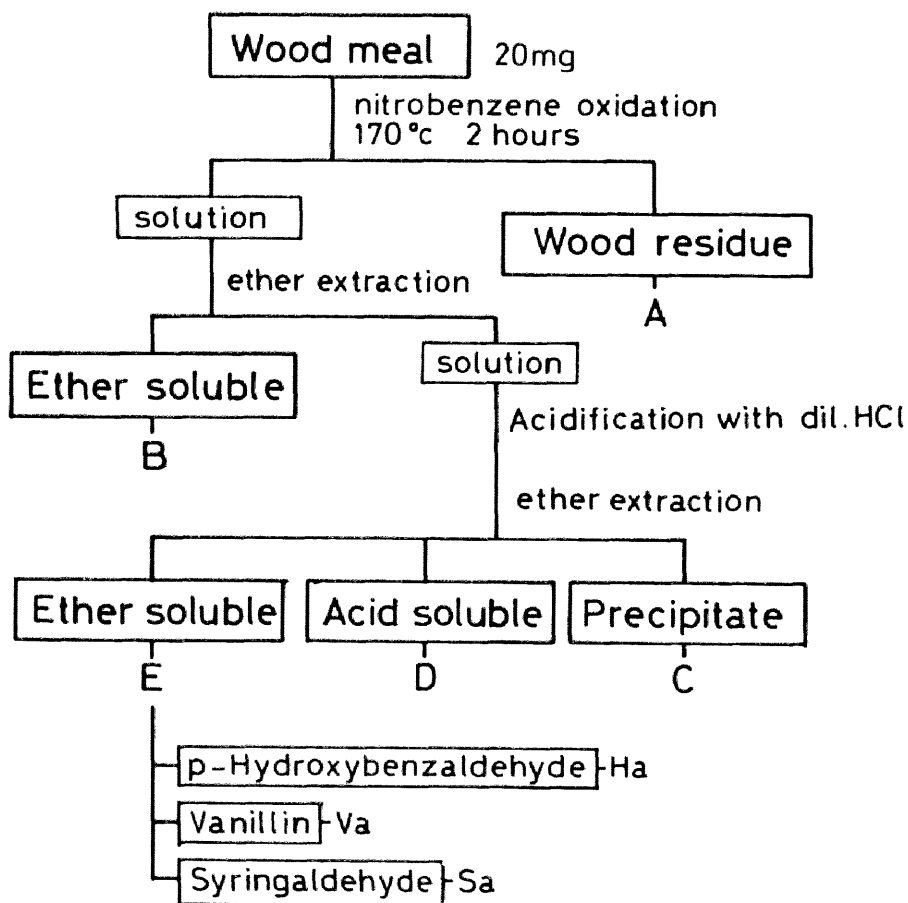 Wood meal 20mg
nitrobenzene oxidation
170°c 2 hours
solution
Wood residue
A
ether extraction
Ether soluble
B
solution
Acidification with dil.HCl
ether extraction
Ether soluble
E
Acid soluble
D
Precipitate
C
p-Hydroxybenzaldehyde Ha
Vanillin Va
Syringaldehyde Sa